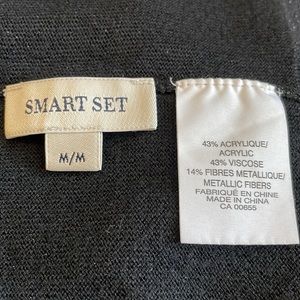 SMART SET
M/M
43% ACRYLIQUE/
ACRYLIC
43% VISCOSE
14% FIBRES METALLIQUE/
METALLIC FIBERS
FABRIQUÉ EN CHINE
MADE IN CHINA
CA 00655